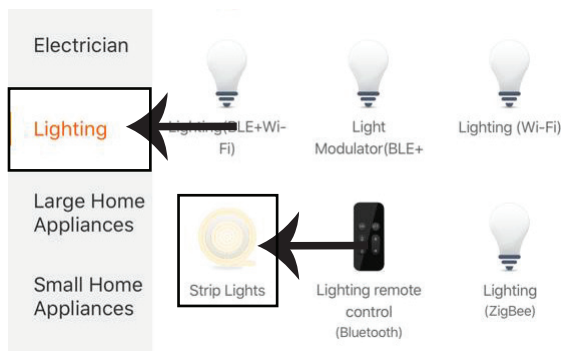 Electrician
Lighting
Large Home
Appliances
Small Home
Appliances
Lighting(BLE+Wi-
Fi)
Light
Modulator(BLE+
Lighting (Wi-Fi)
Strip Lights
Lighting remote
control
(Bluetooth)
Lighting
(ZigBee)